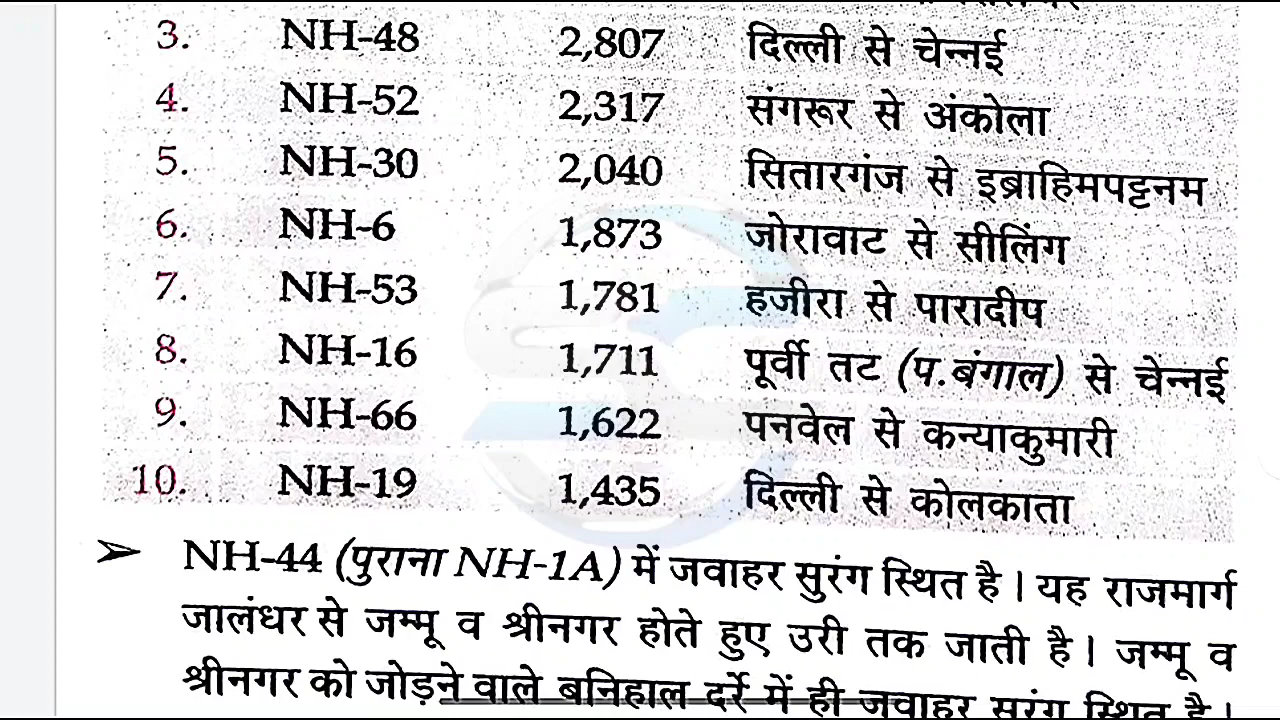 3. NH-48 2,807 दिल्ली से चेन्नई
4. NH-52 2,317 संगरूर से अंकोला
5. NH-30 2,040 सितारगंज से इब्राहिमपट्टनम
6. NH-6 1,873 जोरावाट से सीलिंग
7. NH-53 1,781 हजीरा से पारादीप
8. NH-16 1,711 पूर्वी तट (प.बंगाल) से चेन्नई
9. NH-66 1,622 पनवेल से कन्याकुमारी
10. NH-19 1,435 दिल्ली से कोलकाता
➢ NH-44 (पुराना NH-1A) में जवाहर सुरंग स्थित है। यह राजमार्ग
जालंधर से जम्मू व श्रीनगर होते हुए उरी तक जाती है। जम्मू व
श्रीनगर को जोड़ने वाले बनिहाल दर्रे में ही जवाहर सुरंग स्थित है।